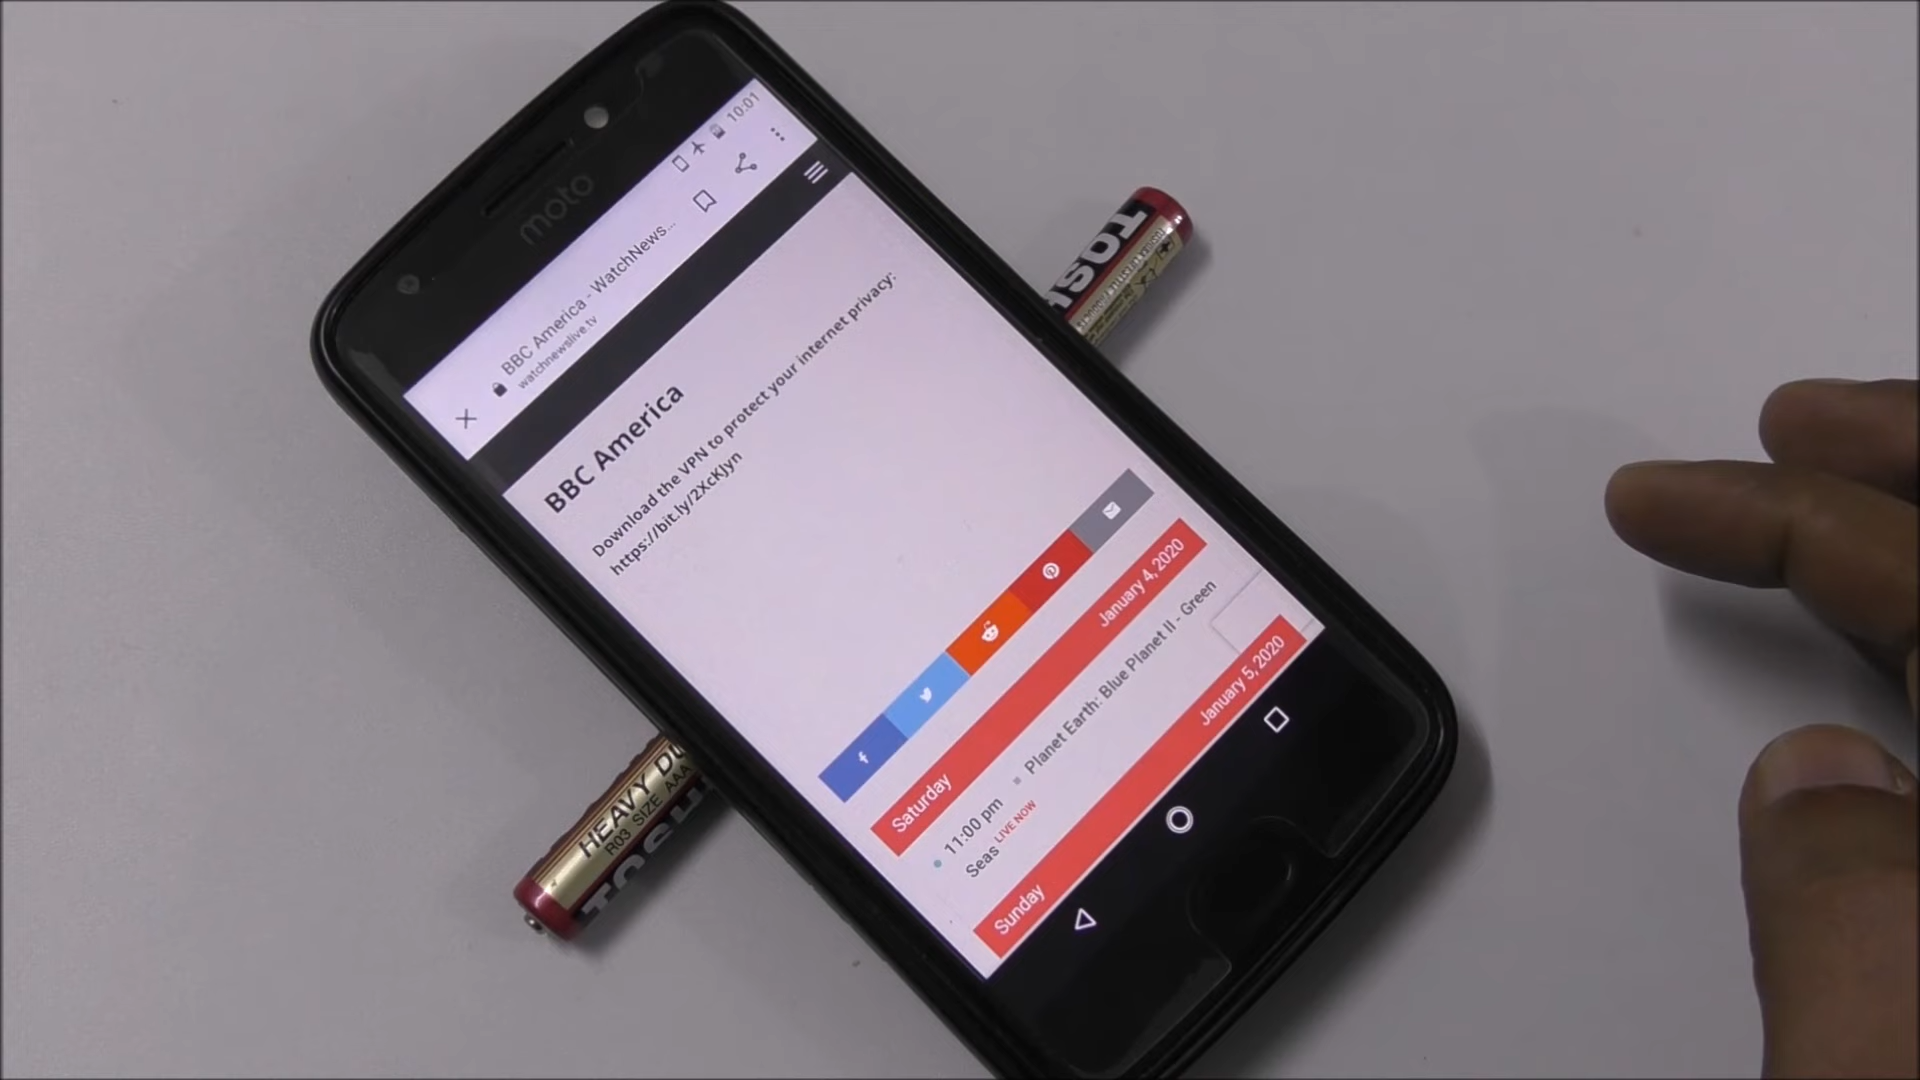 moto
10:01
BBC America - WatchNews...
watchnewslive.tv
BBC America
Download the VPN to protect your internet privacy:
https://bit.ly/2XcKJyn
Saturday January 4, 2020
11:00 pm Planet Earth: Blue Planet II - Green
Seas LIVE NOW
Sunday January 5, 2020
TOSH
HEAVY DU
R03 SIZE AAA
TOSH